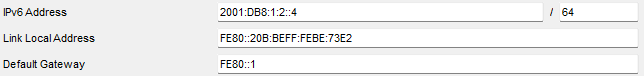 IPv6 Address 2001:DB8:1:2::4 / 64
Link Local Address FE80::20B:BEFF:FEBE:73E2
Default Gateway FE80::1